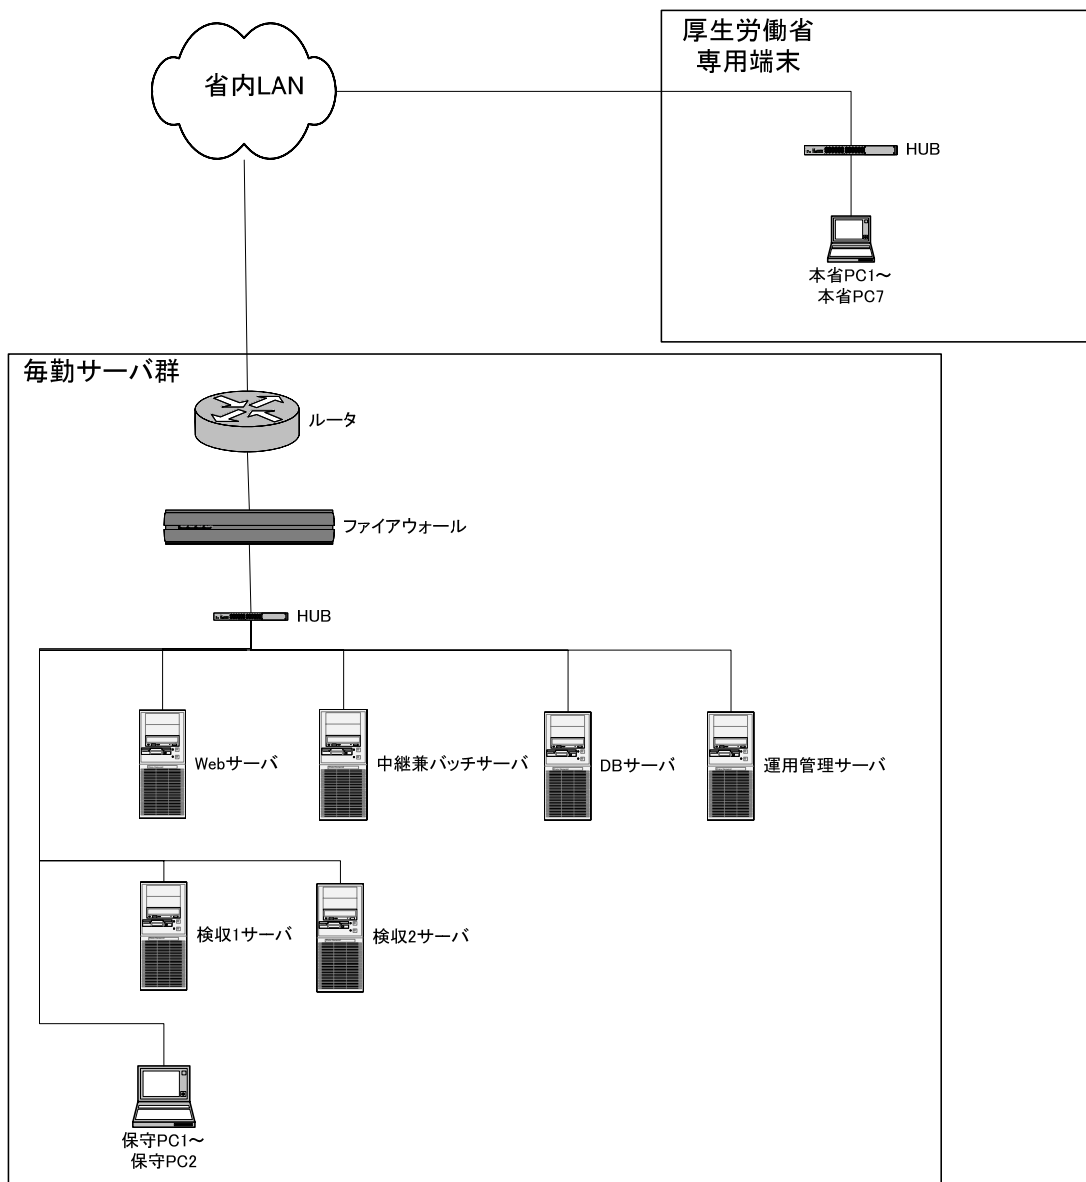 厚生労働省
専用端末
省内LAN
HUB
本省PC1～
本省PC7
毎勤サーバ群
ルータ
ファイアウォール
HUB
Webサーバ
中継兼バッチサーバ
DBサーバ
運用管理サーバ
検収1サーバ
検収2サーバ
保守PC1～
保守PC2